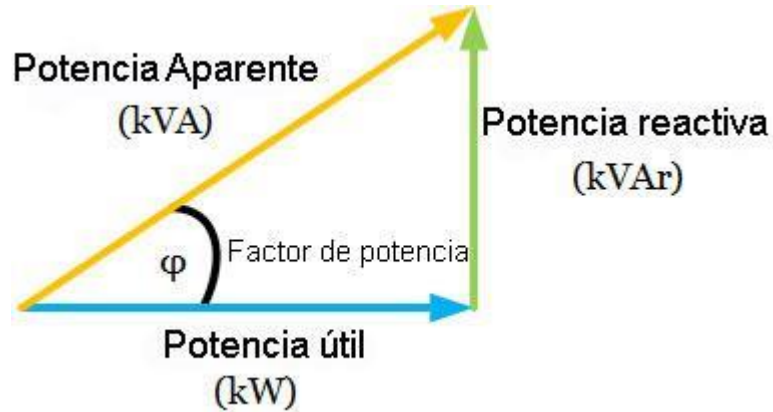 Potencia Aparente
(kVA)
Potencia reactiva
(kVAr)
φ
Factor de potencia
Potencia útil
(kW)